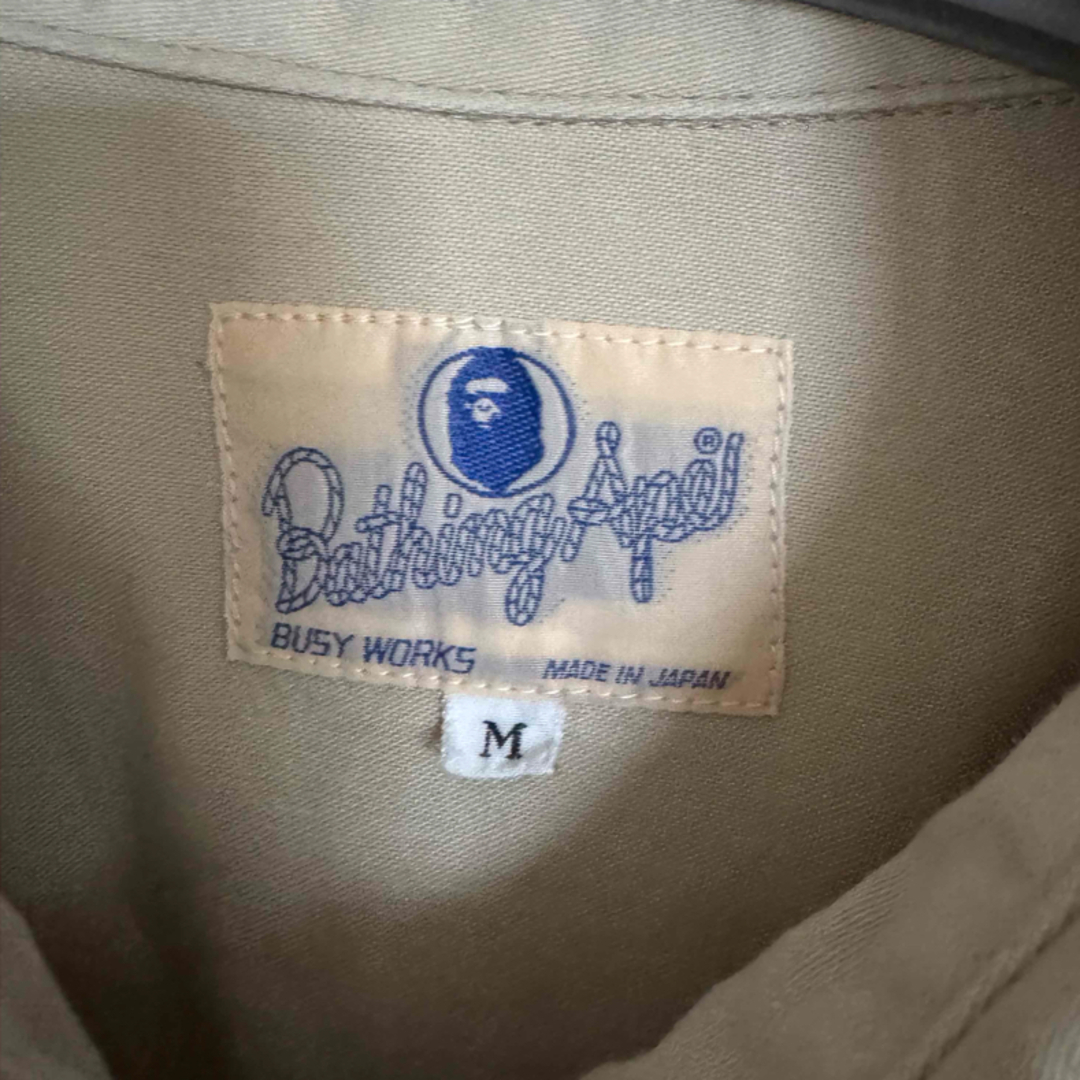 Bathing Ape ®
BUSY WORKS
MADE IN JAPAN
M